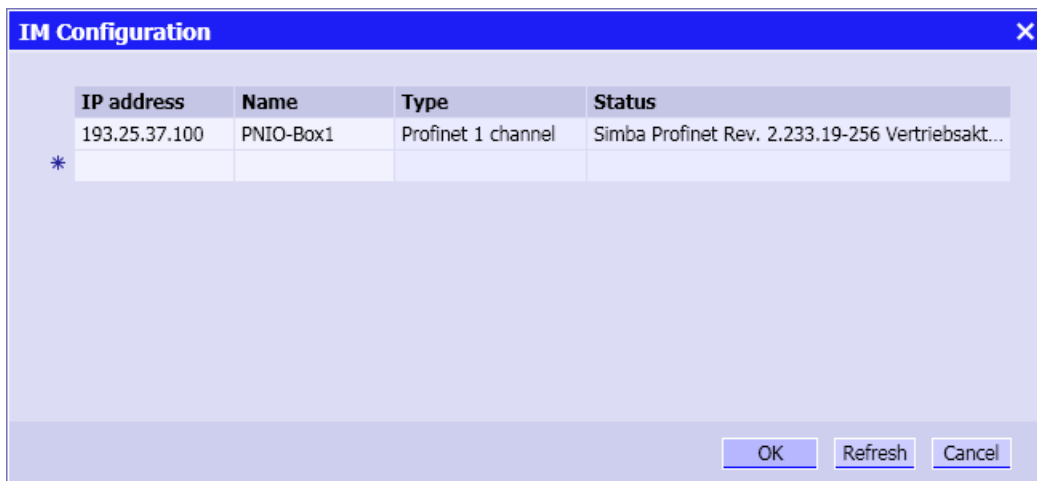 IM Configuration
IP address Name Type Status
193.25.37.100 PNIO-Box1 Profinet 1 channel Simba Profinet Rev. 2.233.19-256 Vertriebsakt...
OK Refresh Cancel